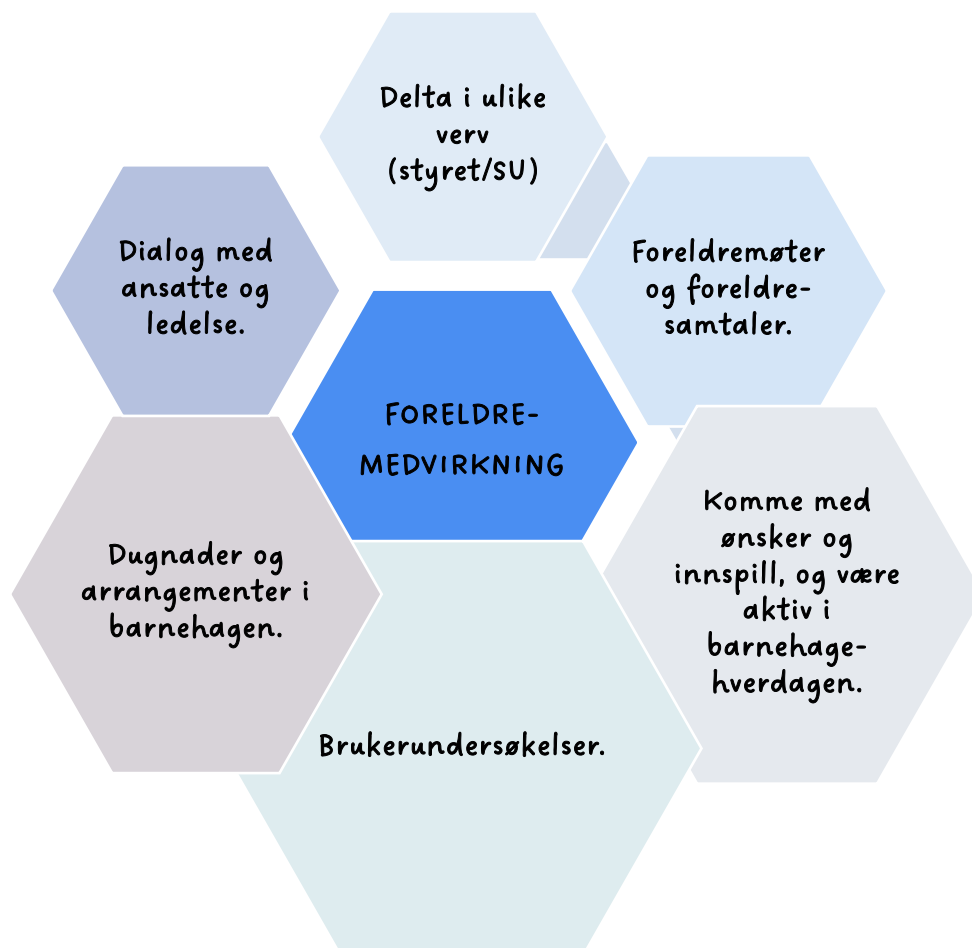 Delta i ulike
verv
(styret/SU)
Dialog med
ansatte og
ledelse.
Foreldremøter
og foreldre-
samtaler.
FORELDRE-
MEDVIRKNING
Komme med
ønsker og
innspill, og være
aktiv i
barnehage-
hverdagen.
Dugnader og
arrangementer i
barnehagen.
Brukerundersøkelser.